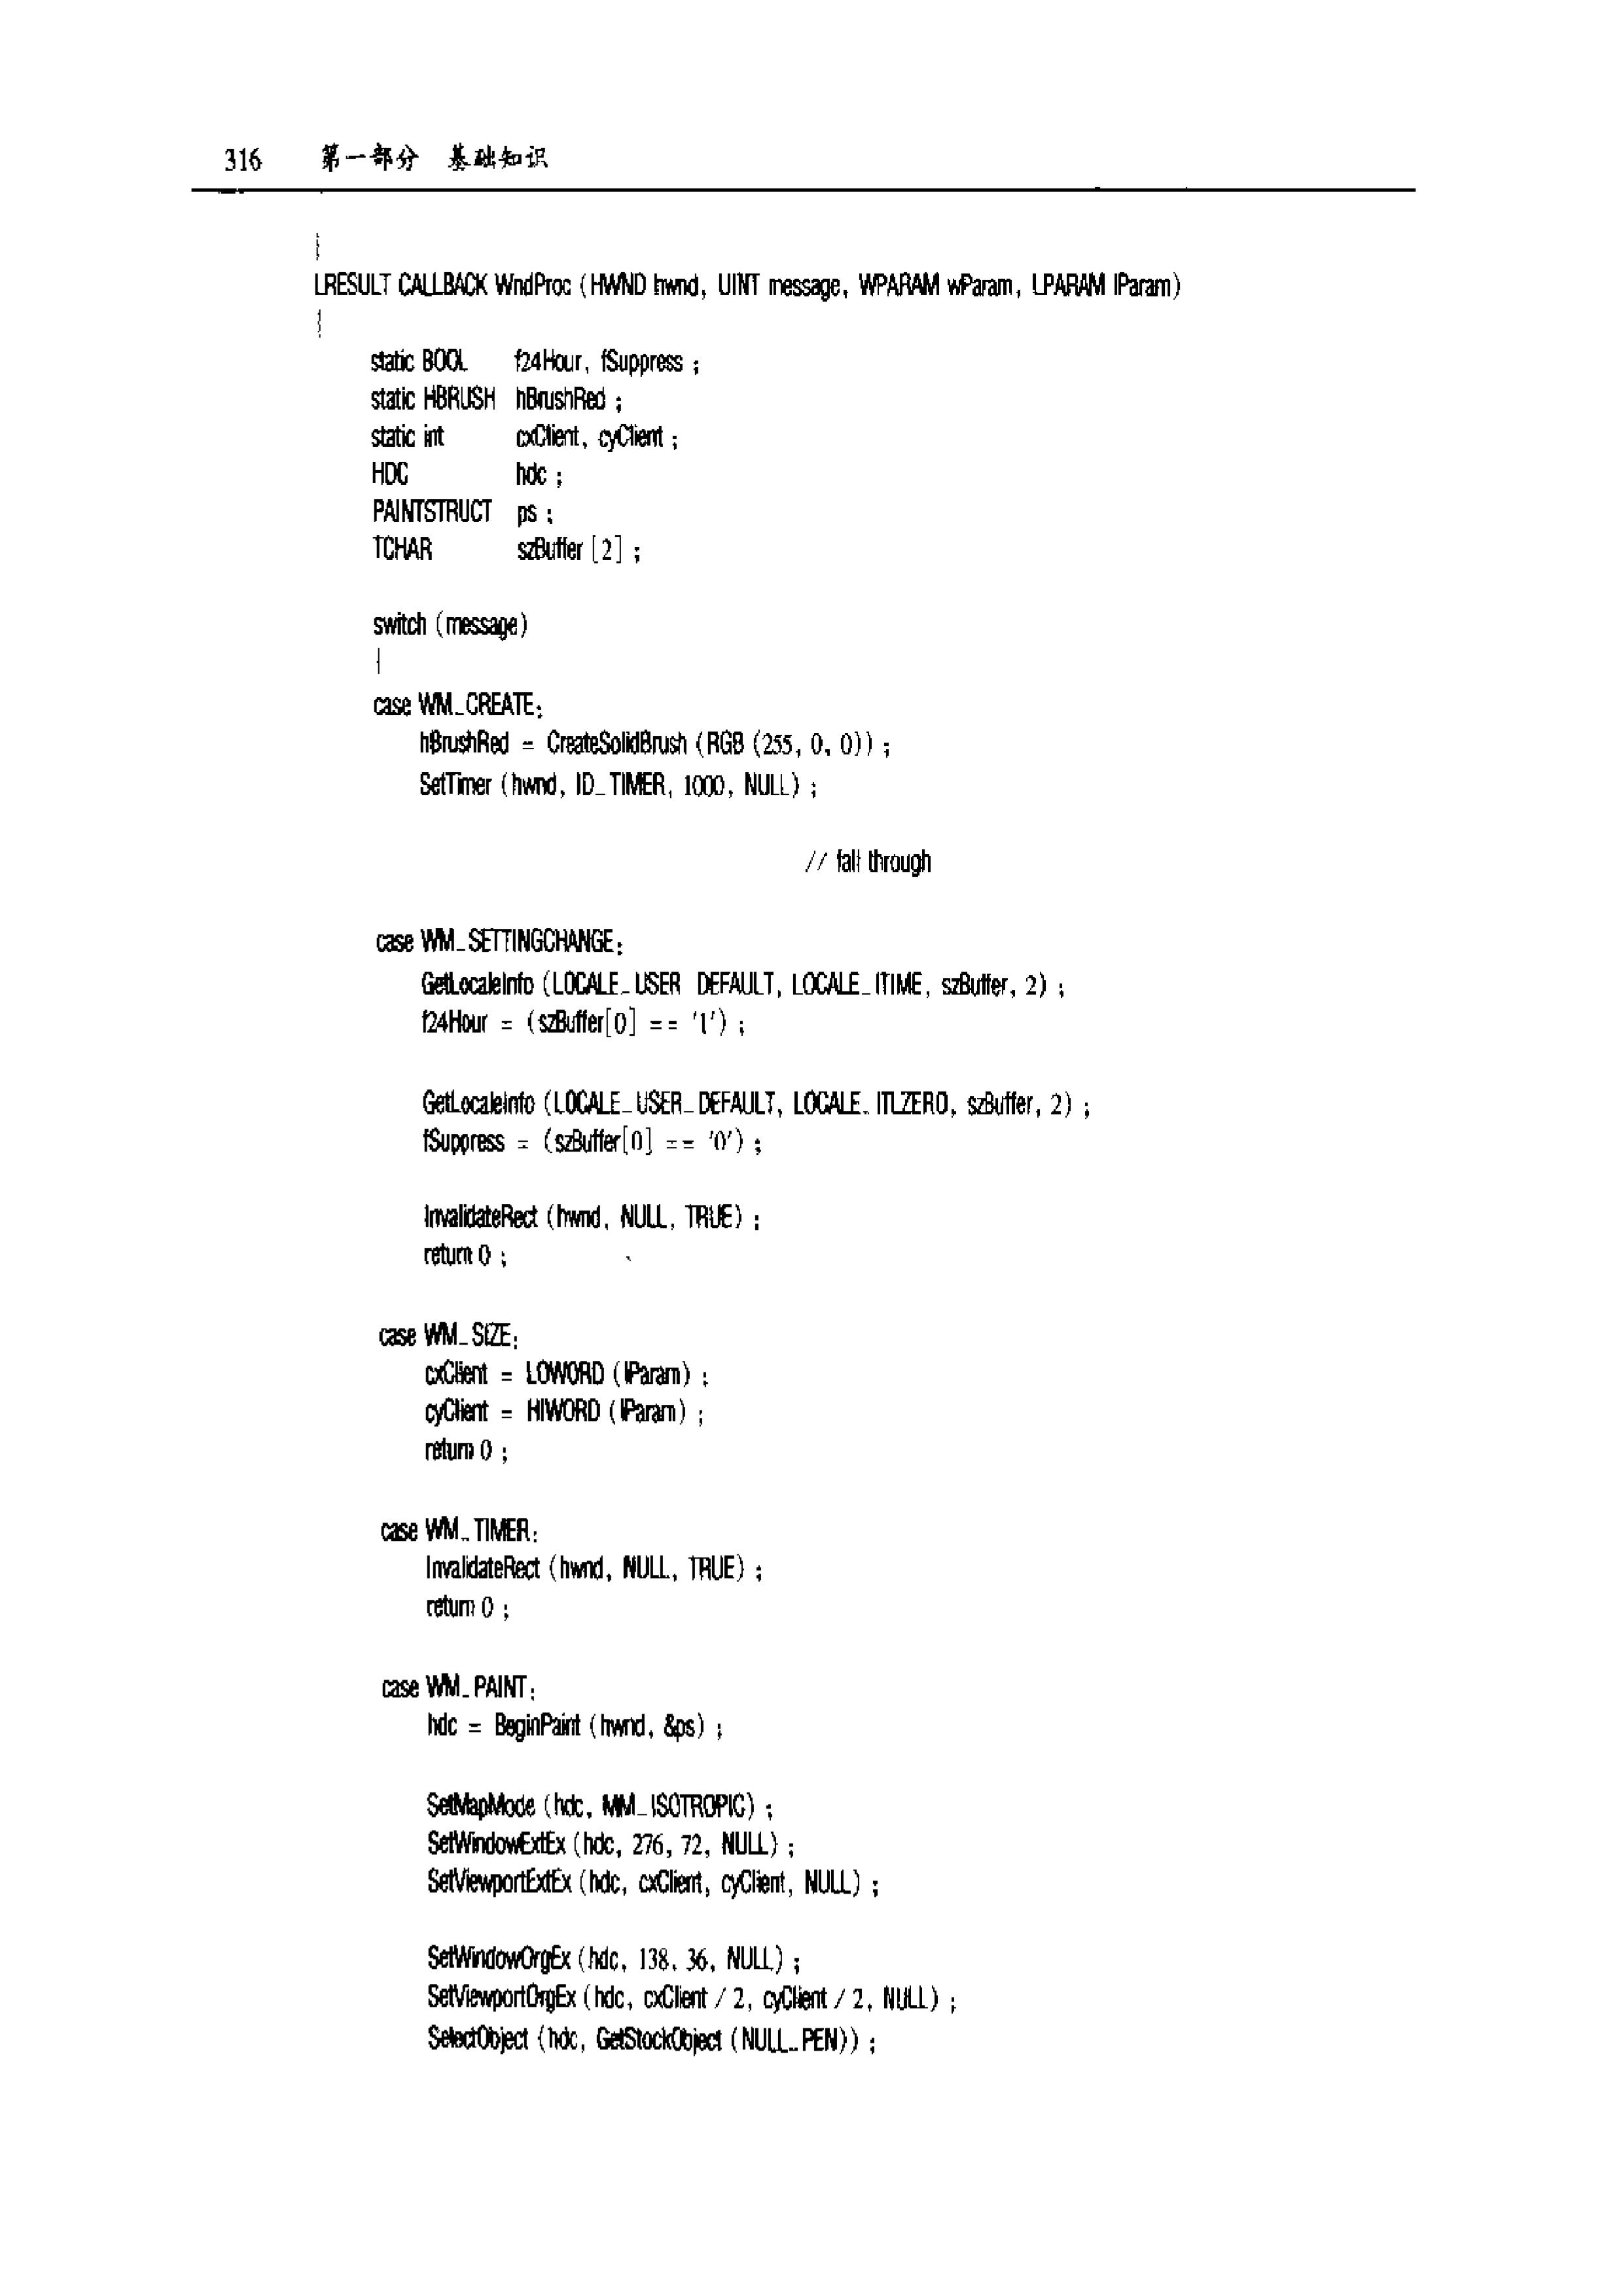 316 第一部分 基础知识
}
LRESULT CALLBACK WndProc (HWND hwnd, UINT message, WPARAM wParam, LPARAM lParam)
{
static BOOL f24Hour, fSuppress ;
static HBRUSH hBrushRed ;
static int cxClient, cyClient ;
HDC hdc ;
PAINTSTRUCT ps ;
TCHAR szBuffer [2] ;
switch (message)
{
case WM_CREATE:
hBrushRed = CreateSolidBrush (RGB (255, 0, 0)) ;
SetTimer (hwnd, ID_TIMER, 1000, NULL) ;
// fall through
case WM_SETTINGCHANGE:
GetLocaleInfo (LOCALE_USER DEFAULT, LOCALE_ITIME, szBuffer, 2) ;
f24Hour = (szBuffer[0] == '1') ;
GetLocaleInfo (LOCALE_USER_DEFAULT, LOCALE_ITLZERO, szBuffer, 2) ;
fSuppress = (szBuffer[0] == '0') ;
InvalidateRect (hwnd, NULL, TRUE) ;
return 0 ;
case WM_SIZE:
cxClient = LOWORD (lParam) ;
cyClient = HIWORD (lParam) ;
return 0 ;
case WM_TIMER:
InvalidateRect (hwnd, NULL, TRUE) ;
return 0 ;
case WM_PAINT:
hdc = BeginPaint (hwnd, &ps) ;
SetMapMode (hdc, MM_ISOTROPIC) ;
SetWindowExtEx (hdc, 276, 72, NULL) ;
SetViewportExtEx (hdc, cxClient, cyClient, NULL) ;
SetWindowOrgEx (hdc, 138, 36, NULL) ;
SetViewportOrgEx (hdc, cxClient / 2, cyClient / 2, NULL) ;
SelectObject (hdc, GetStockObject (NULL_PEN)) ;